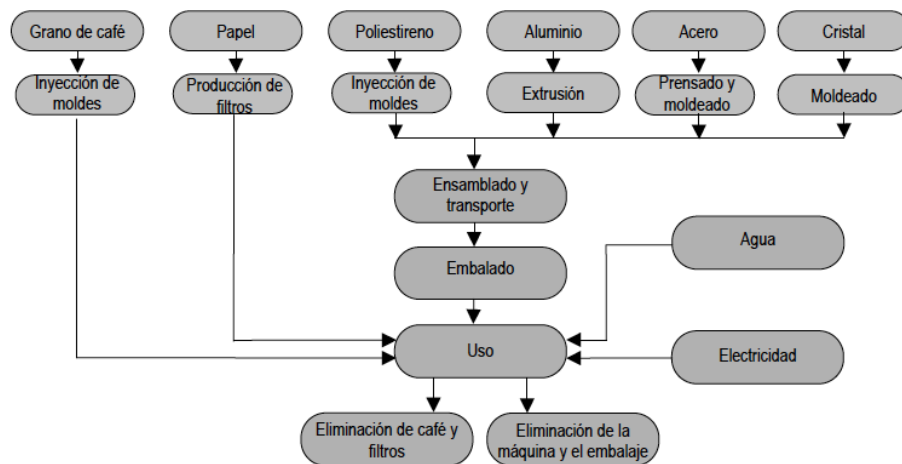 Grano de café
Papel
Poliestireno
Aluminio
Acero
Cristal
Inyección de
moldes
Producción de
filtros
Inyección de
moldes
Extrusión
Prensado y
moldeado
Moldeado
Ensamblado y
transporte
Agua
Embalado
Uso
Electricidad
Eliminación de café y
filtros
Eliminación de la
máquina y el embalaje